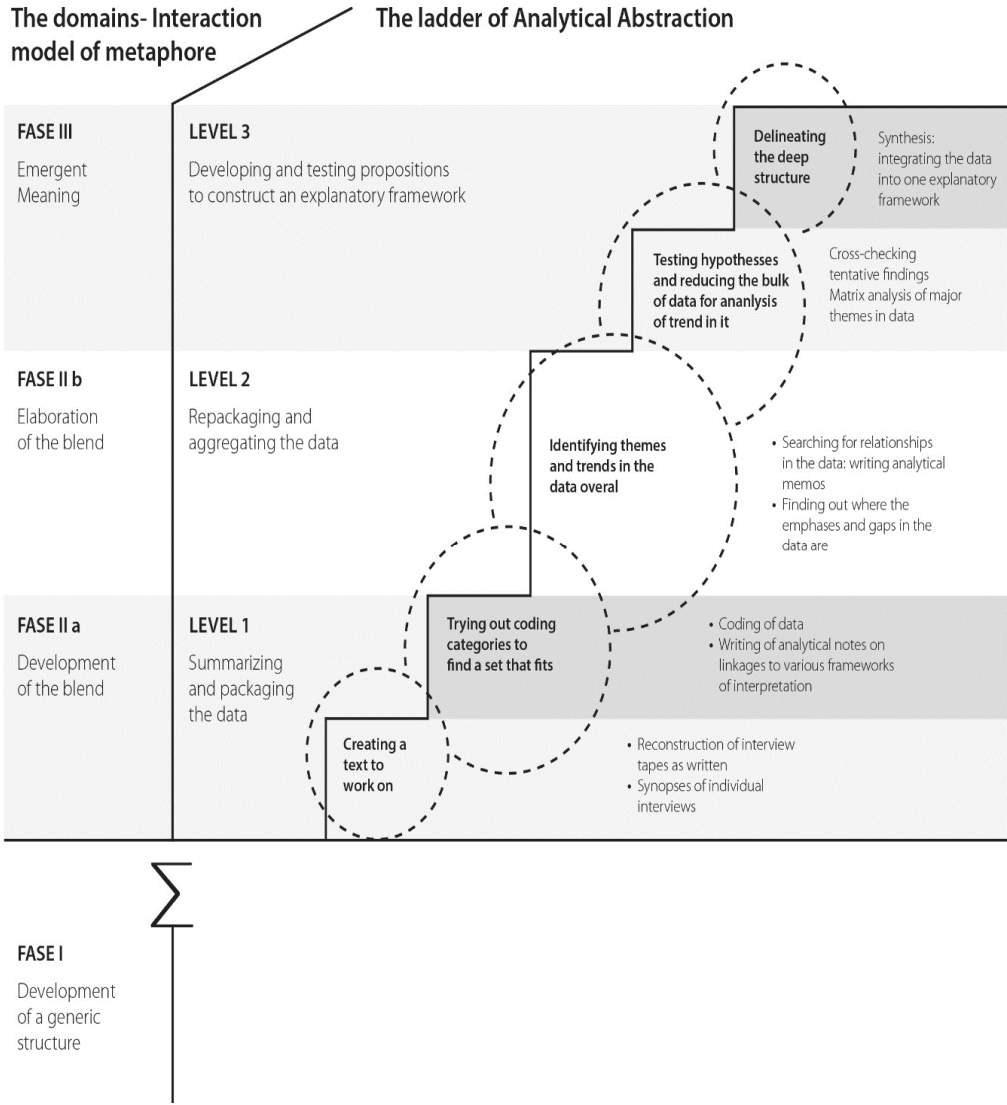 The domains- Interaction
model of metaphore
The ladder of Analytical Abstraction
FASE III
Emergent
Meaning
LEVEL 3
Developing and testing propositions
to construct an explanatory framework
Delineating
the deep
structure
Synthesis:
integrating the data
into one explanatory
framework
Testing hypotheses
and reducing the bulk
of data for ananlysis
of trend in it
Cross-checking
tentative findings
Matrix analysis of major
themes in data
FASE II b
Elaboration
of the blend
LEVEL 2
Repackaging and
aggregating the data
Identifying themes
and trends in the
data overal
• Searching for relationships
in the data: writing analytical
memos
• Finding out where the
emphases and gaps in the
data are
FASE II a
Development
of the blend
LEVEL 1
Summarizing
and packaging
the data
Trying out coding
categories to
find a set that fits
• Coding of data
• Writing of analytical notes on
linkages to various frameworks
of interpretation
Creating a
text to
work on
• Reconstruction of interview
tapes as written
• Synopses of individual
interviews
Σ
FASE I
Development
of a generic
structure